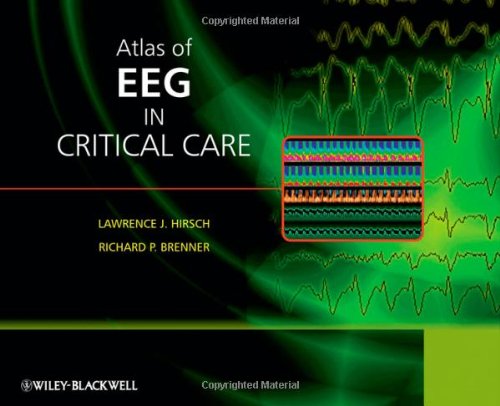 Copyrighted Material
Atlas of
EEG
IN
CRITICAL CARE
LAWRENCE J. HIRSCH
RICHARD P. BRENNER
WILEY-BLACKWELL
Copyrighted Material